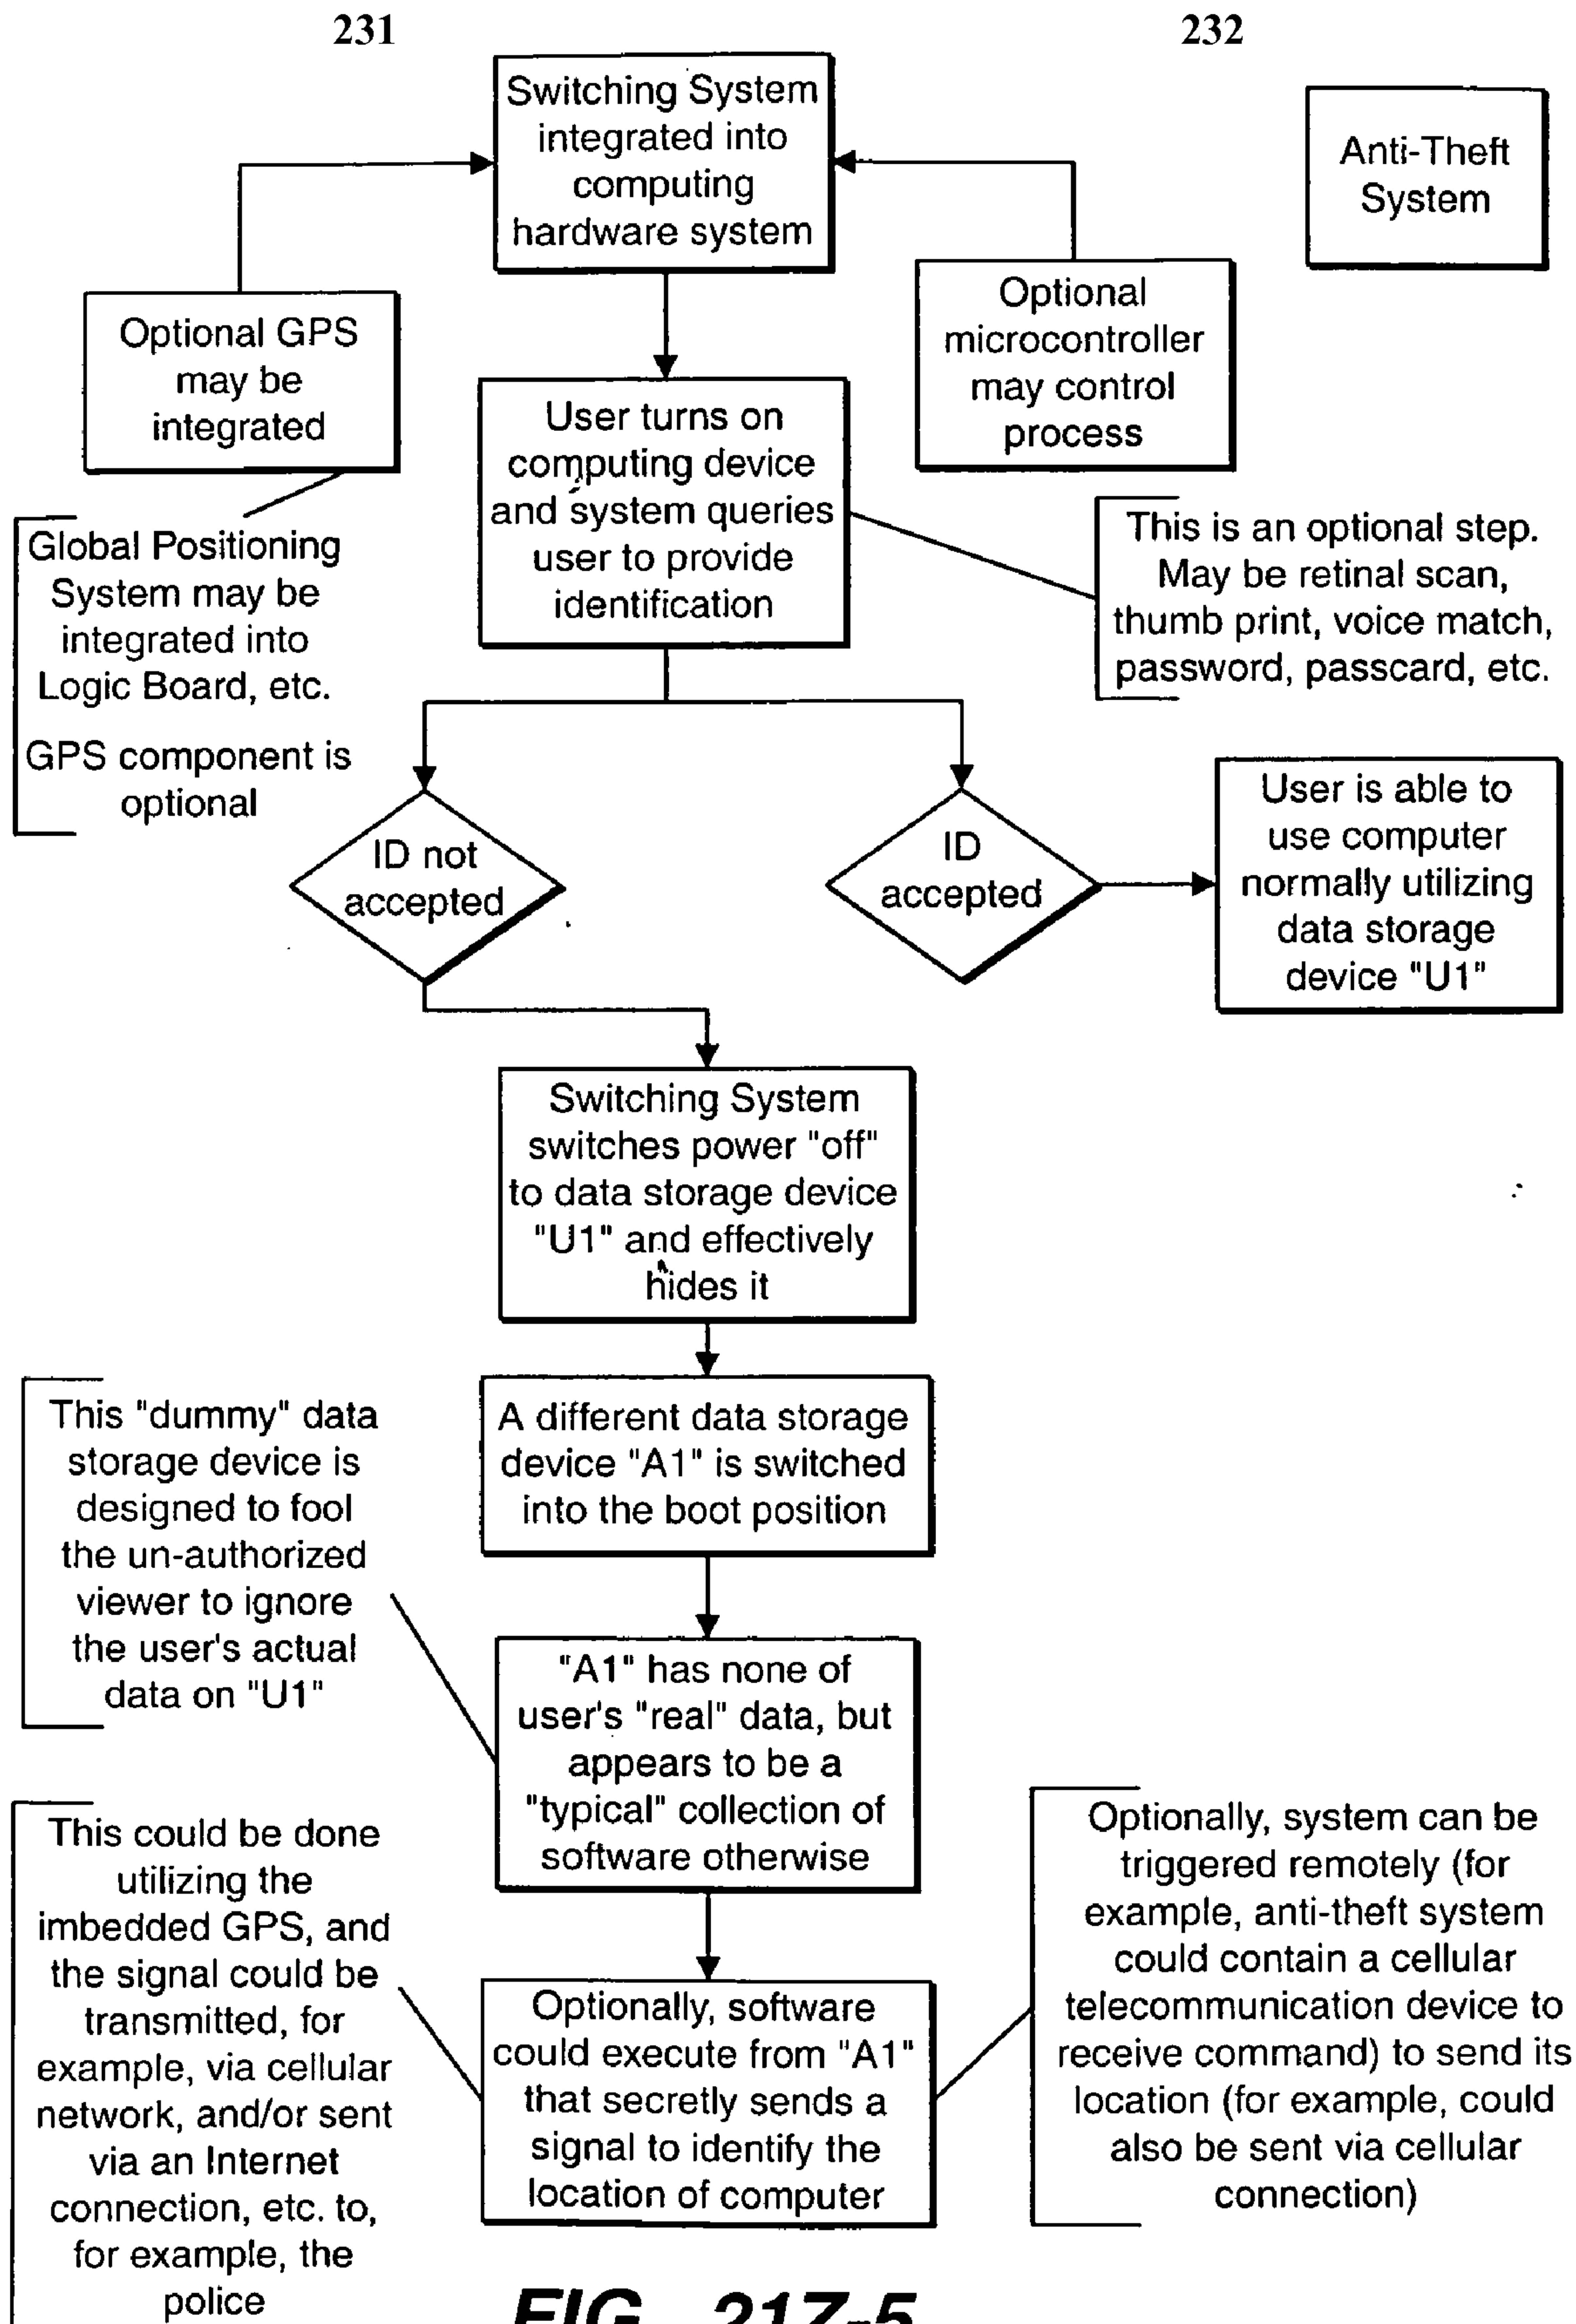 231
232
Switching System
integrated into
computing
hardware system
Anti-Theft
System
Optional GPS
may be
integrated
Optional
microcontroller
may control
process
User turns on
computing device
and system queries
user to provide
identification
Global Positioning
System may be
integrated into
Logic Board, etc.
GPS component is
optional
This is an optional step.
May be retinal scan,
thumb print, voice match,
password, passcard, etc.
ID not
accepted
ID
accepted
User is able to
use computer
normally utilizing
data storage
device "U1"
Switching System
switches power "off"
to data storage device
"U1" and effectively
hides it
A different data storage
device "A1" is switched
into the boot position
This "dummy" data
storage device is
designed to fool
the un-authorized
viewer to ignore
the user's actual
data on "U1"
"A1" has none of
user's "real" data, but
appears to be a
"typical" collection of
software otherwise
This could be done
utilizing the
imbedded GPS, and
the signal could be
transmitted, for
example, via cellular
network, and/or sent
via an Internet
connection, etc. to,
for example, the
police
Optionally, software
could execute from "A1"
that secretly sends a
signal to identify the
location of computer
Optionally, system can be
triggered remotely (for
example, anti-theft system
could contain a cellular
telecommunication device to
receive command) to send its
location (for example, could
also be sent via cellular
connection)
FIG._21Z-5